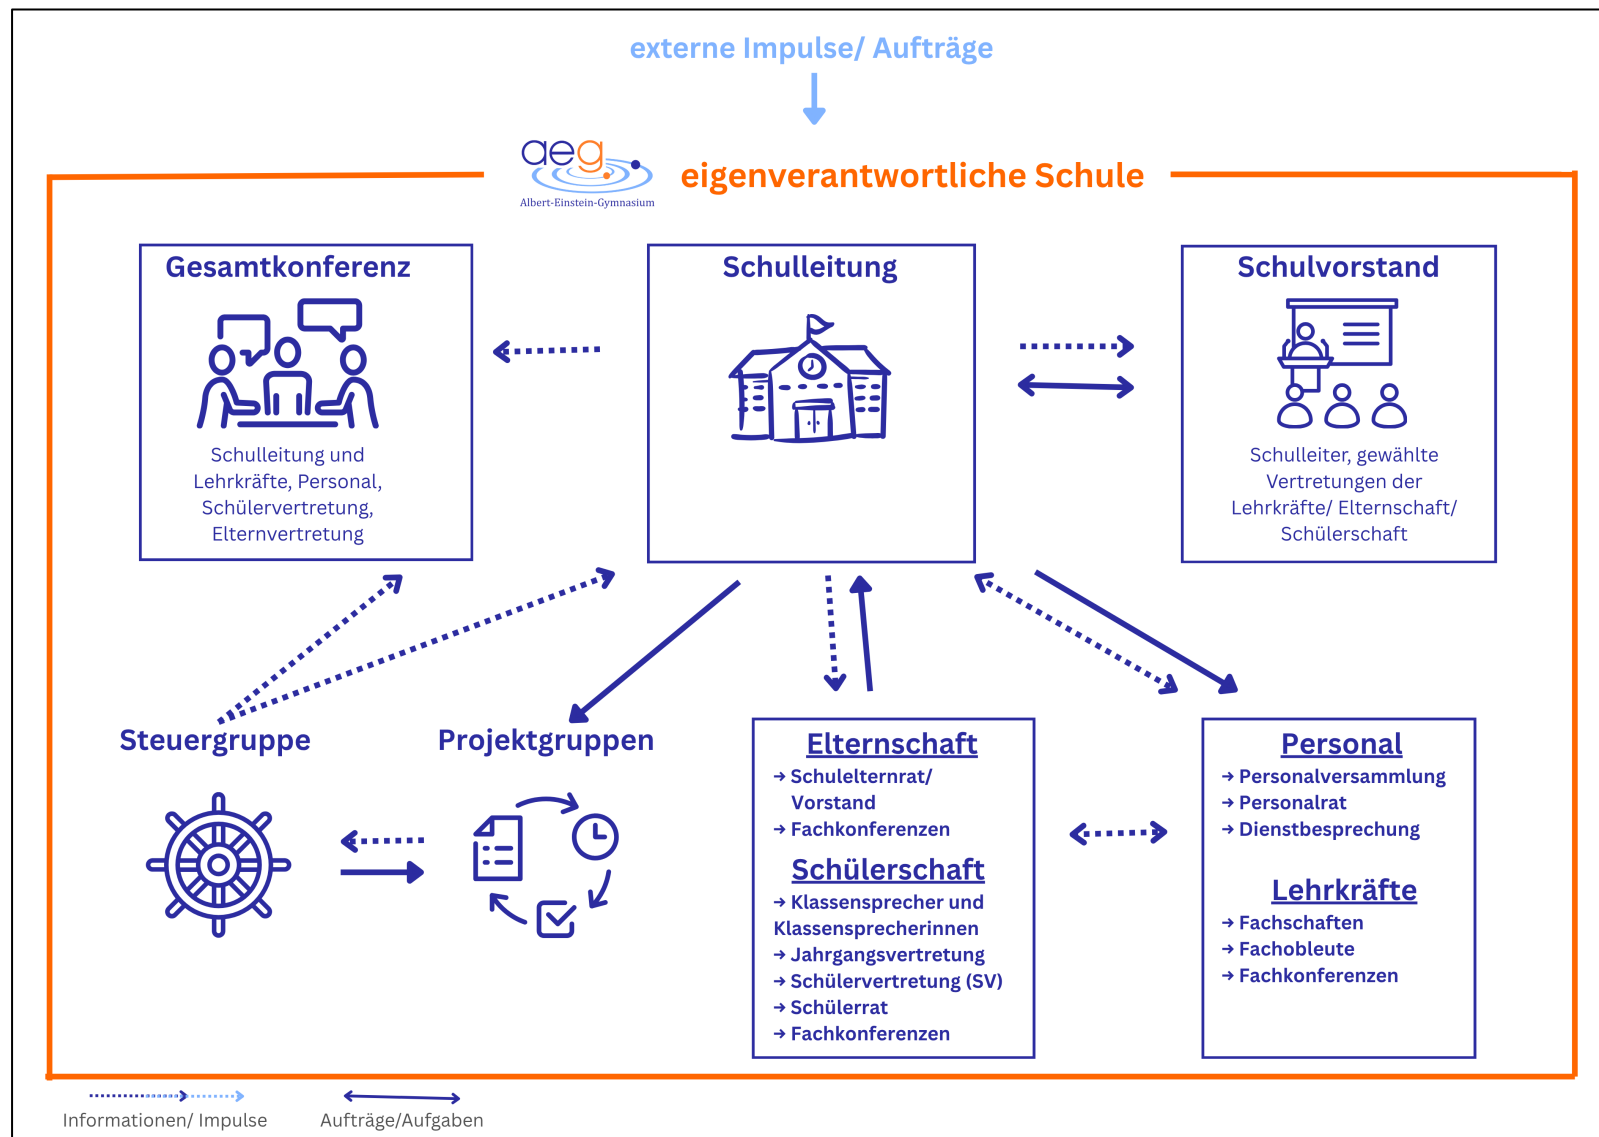 externe Impulse/ Aufträge
aeg
Albert-Einstein-Gymnasium
eigenverantwortliche Schule
Gesamtkonferenz
Schulleitung und
Lehrkräfte, Personal,
Schülervertretung,
Elternvertretung
Schulleitung
Schulvorstand
Schulleiter, gewählte
Vertretungen der
Lehrkräfte/ Elternschaft/
Schülerschaft
Steuergruppe
Projektgruppen
Elternschaft
→ Schulelternrat/
Vorstand
→ Fachkonferenzen
Schülerschaft
→ Klassensprecher und
Klassensprecherinnen
→ Jahrgangsvertretung
→ Schülervertretung (SV)
→ Schülerrat
→ Fachkonferenzen
Personal
→ Personalversammlung
→ Personalrat
→ Dienstbesprechung
Lehrkräfte
→ Fachschaften
→ Fachobleute
→ Fachkonferenzen
Informationen/ Impulse
Aufträge/Aufgaben